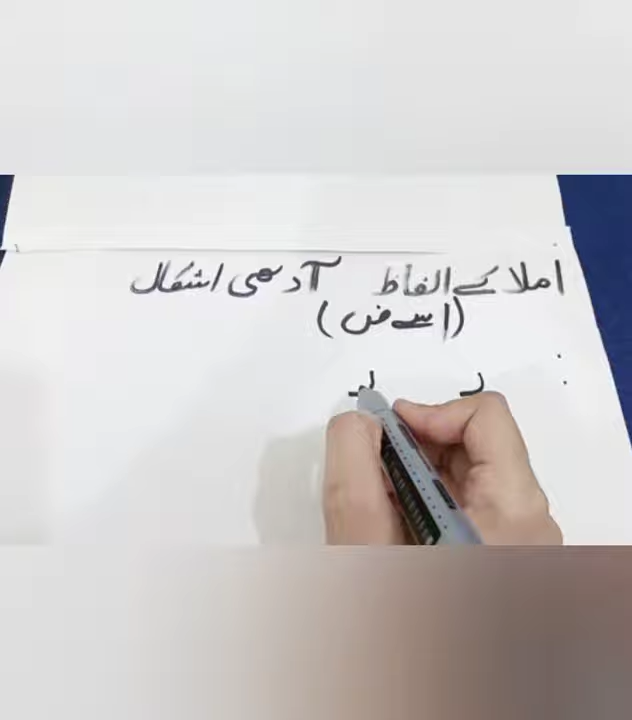 املا کے الفاظ آدھی اشکال
(ا سے ض)